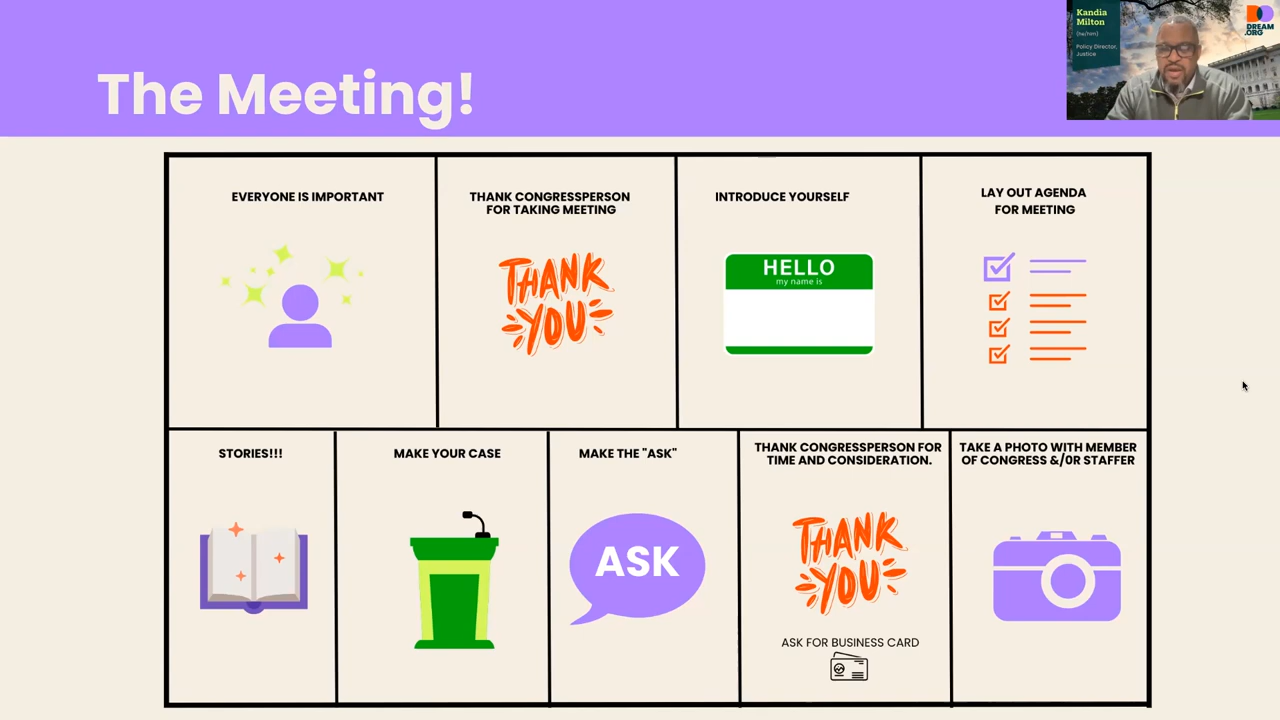 The Meeting!
Kandia
Milton
(he/him)
Policy Director,
Justice
DREAM
.ORG
EVERYONE IS IMPORTANT
THANK CONGRESSPERSON
FOR TAKING MEETING
THANK
YOU
INTRODUCE YOURSELF
HELLO
my name is
LAY OUT AGENDA
FOR MEETING
STORIES!!!
MAKE YOUR CASE
MAKE THE "ASK"
ASK
THANK CONGRESSPERSON FOR
TIME AND CONSIDERATION.
THANK
YOU
ASK FOR BUSINESS CARD
TAKE A PHOTO WITH MEMBER
OF CONGRESS &/0R STAFFER